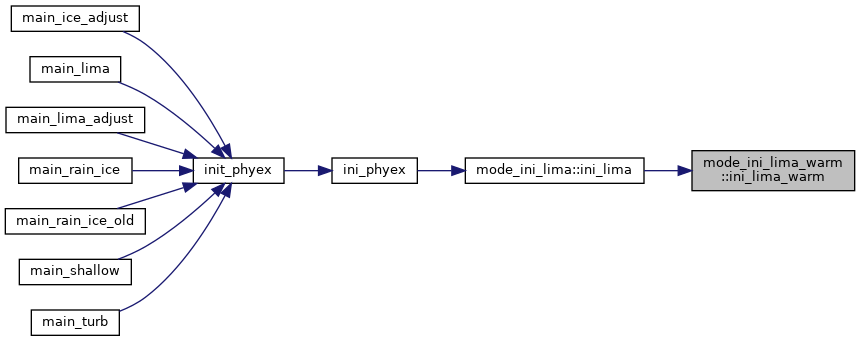 main_ice_adjust
main_lima
main_lima_adjust
main_rain_ice
main_rain_ice_old
main_shallow
main_turb
init_phyex
ini_phyex
mode_ini_lima::ini_lima
mode_ini_lima_warm
::ini_lima_warm